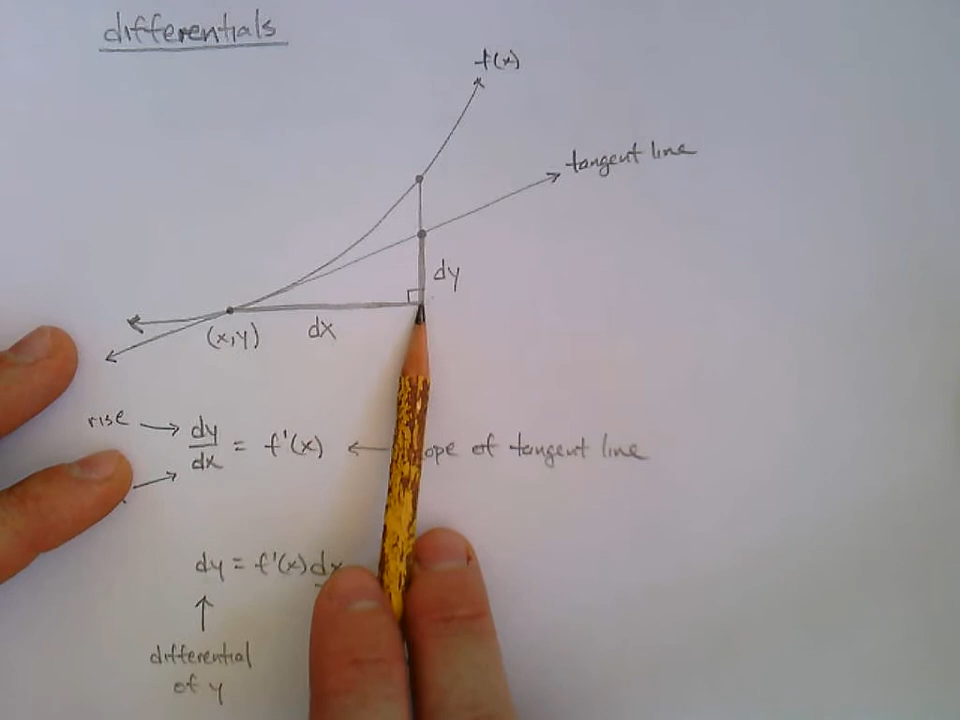 differentials
f(x)
tangent line
dy
(x,y)
dx
rise →
dy/dx = f'(x) ← ope of tangent line
dy = f'(x)dx
↑
differential
of y